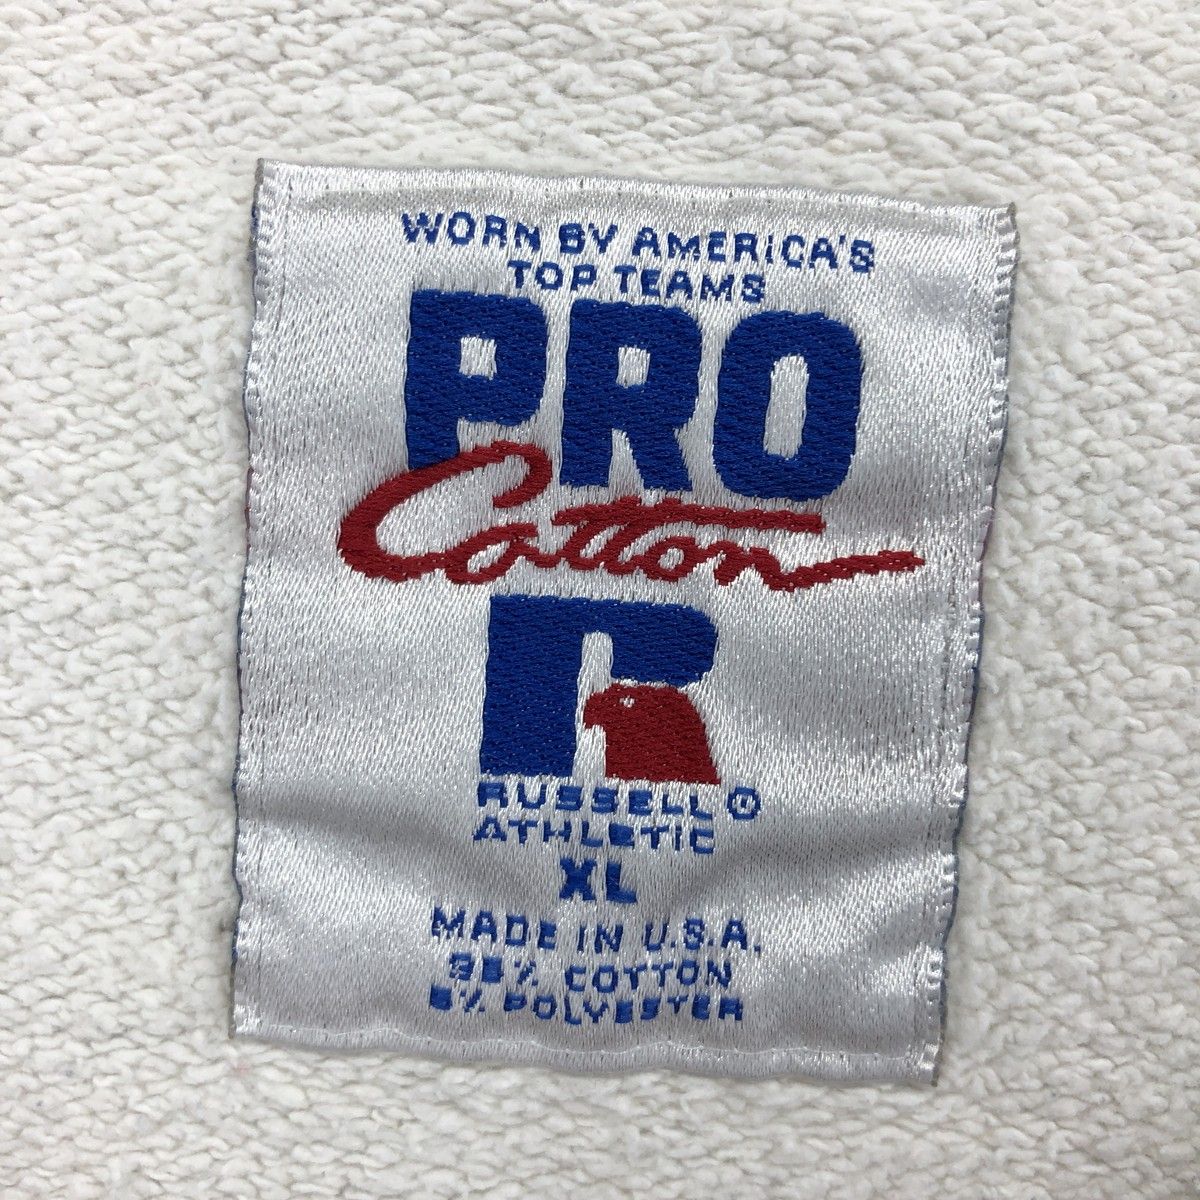 WORN BY AMERICA'S
TOP TEAMS
PRO
Cotton
R
RUSSELL ®
ATHLETIC
XL
MADE IN U.S.A.
95% COTTON
5% POLYESTER